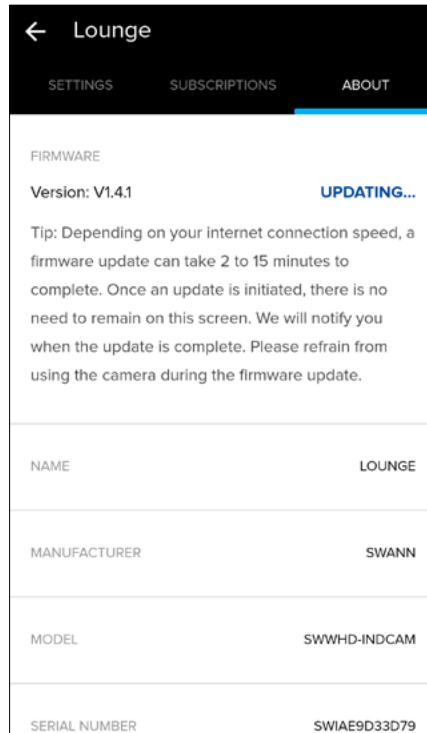 Lounge
SETTINGS SUBSCRIPTIONS ABOUT
FIRMWARE
Version: V1.4.1 UPDATING...
Tip: Depending on your internet connection speed, a
firmware update can take 2 to 15 minutes to
complete. Once an update is initiated, there is no
need to remain on this screen. We will notify you
when the update is complete. Please refrain from
using the camera during the firmware update.
NAME LOUNGE
MANUFACTURER SWANN
MODEL SWWHD-INDCAM
SERIAL NUMBER SWIAE9D33D79